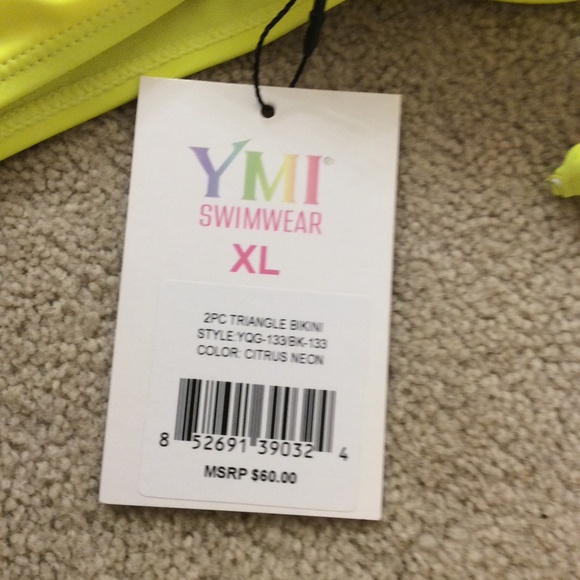 YMI®
SWIMWEAR
XL
2PC TRIANGLE BIKINI
STYLE:YQG-133/BK-133
COLOR: CITRUS NEON
8 52691 39032 4
MSRP $60.00